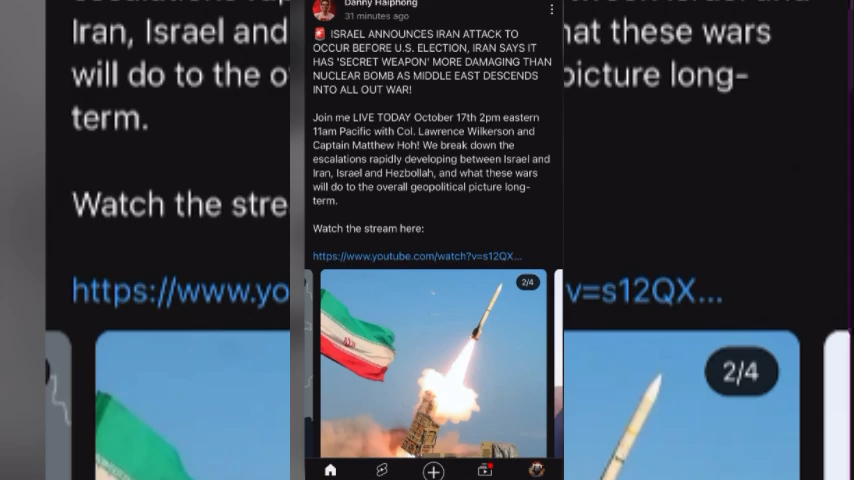 Danny Haiphong
31 minutes ago
🚨 ISRAEL ANNOUNCES IRAN ATTACK TO
OCCUR BEFORE U.S. ELECTION, IRAN SAYS IT
HAS 'SECRET WEAPON' MORE DAMAGING THAN
NUCLEAR BOMB AS MIDDLE EAST DESCENDS
INTO ALL OUT WAR!
Join me LIVE TODAY October 17th 2pm eastern
11am Pacific with Col. Lawrence Wilkerson and
Captain Matthew Hoh! We break down the
escalations rapidly developing between Israel and
Iran, Israel and Hezbollah, and what these wars
will do to the overall geopolitical picture long-
term.
Watch the stream here:
https://www.youtube.com/watch?v=s12QX...
2/4
Iran, Israel and
hat these wars
will do to the o
picture long-
term.
Watch the stre
https://www.yo
v=s12QX...
2/4